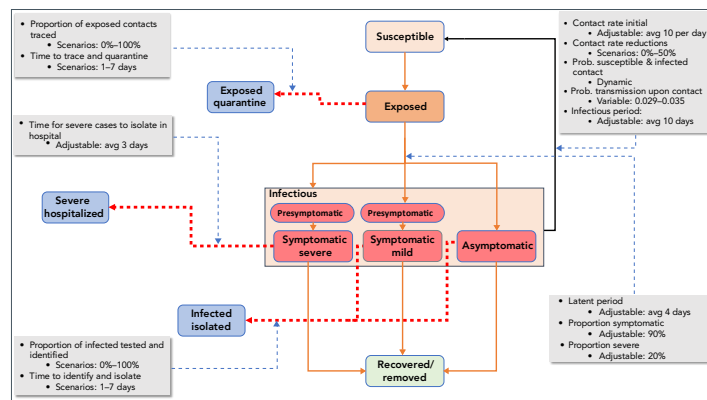 • Proportion of exposed contacts
traced
• Scenarios: 0%–100%
• Time to trace and quarantine
• Scenarios: 1–7 days
Susceptible
• Contact rate initial
• Adjustable: avg 10 per day
• Contact rate reductions
• Scenarios: 0%–50%
• Prob. susceptible & infected
contact
• Dynamic
• Prob. transmission upon contact
• Variable: 0.029–0.035
• Infectious period:
• Adjustable: avg 10 days
Exposed
quarantine
Exposed
• Time for severe cases to isolate in
hospital
• Adjustable: avg 3 days
Severe
hospitalized
Infectious
Presymptomatic
Presymptomatic
Symptomatic
severe
Symptomatic
mild
Asymptomatic
Infected
isolated
• Latent period
• Adjustable: avg 4 days
• Proportion symptomatic
• Adjustable: 90%
• Proportion severe
• Adjustable: 20%
• Proportion of infected tested and
identified
• Scenarios: 0%–100%
• Time to identify and isolate
• Scenarios: 1–7 days
Recovered/
removed